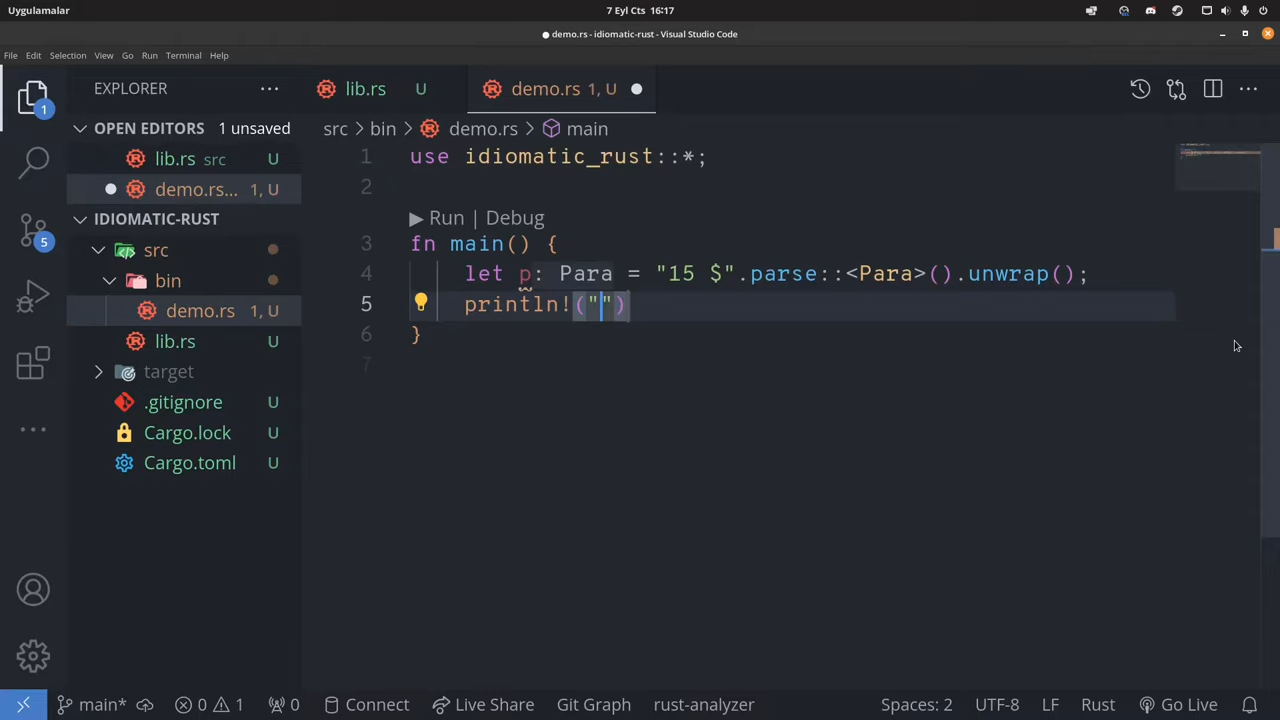 Uygulamalar
7 Eyl Cts 16:17
demo.rs - idiomatic-rust - Visual Studio Code
File Edit Selection View Go Run Terminal Help
EXPLORER
OPEN EDITORS 1 unsaved
lib.rs src U
demo.rs... 1, U
IDIOMATIC-RUST
src
bin
demo.rs 1, U
lib.rs U
target
.gitignore U
Cargo.lock U
Cargo.toml U
1
5
lib.rs U
demo.rs 1, U
src > bin > demo.rs > main
1 use idiomatic_rust::*;
2
Run | Debug
3 fn main() {
4 let p: Para = "15 $".parse::<Para>().unwrap();
5 println!("")
6 }
7
main* 0 1 0 Connect Live Share Git Graph rust-analyzer Spaces: 2 UTF-8 LF Rust Go Live